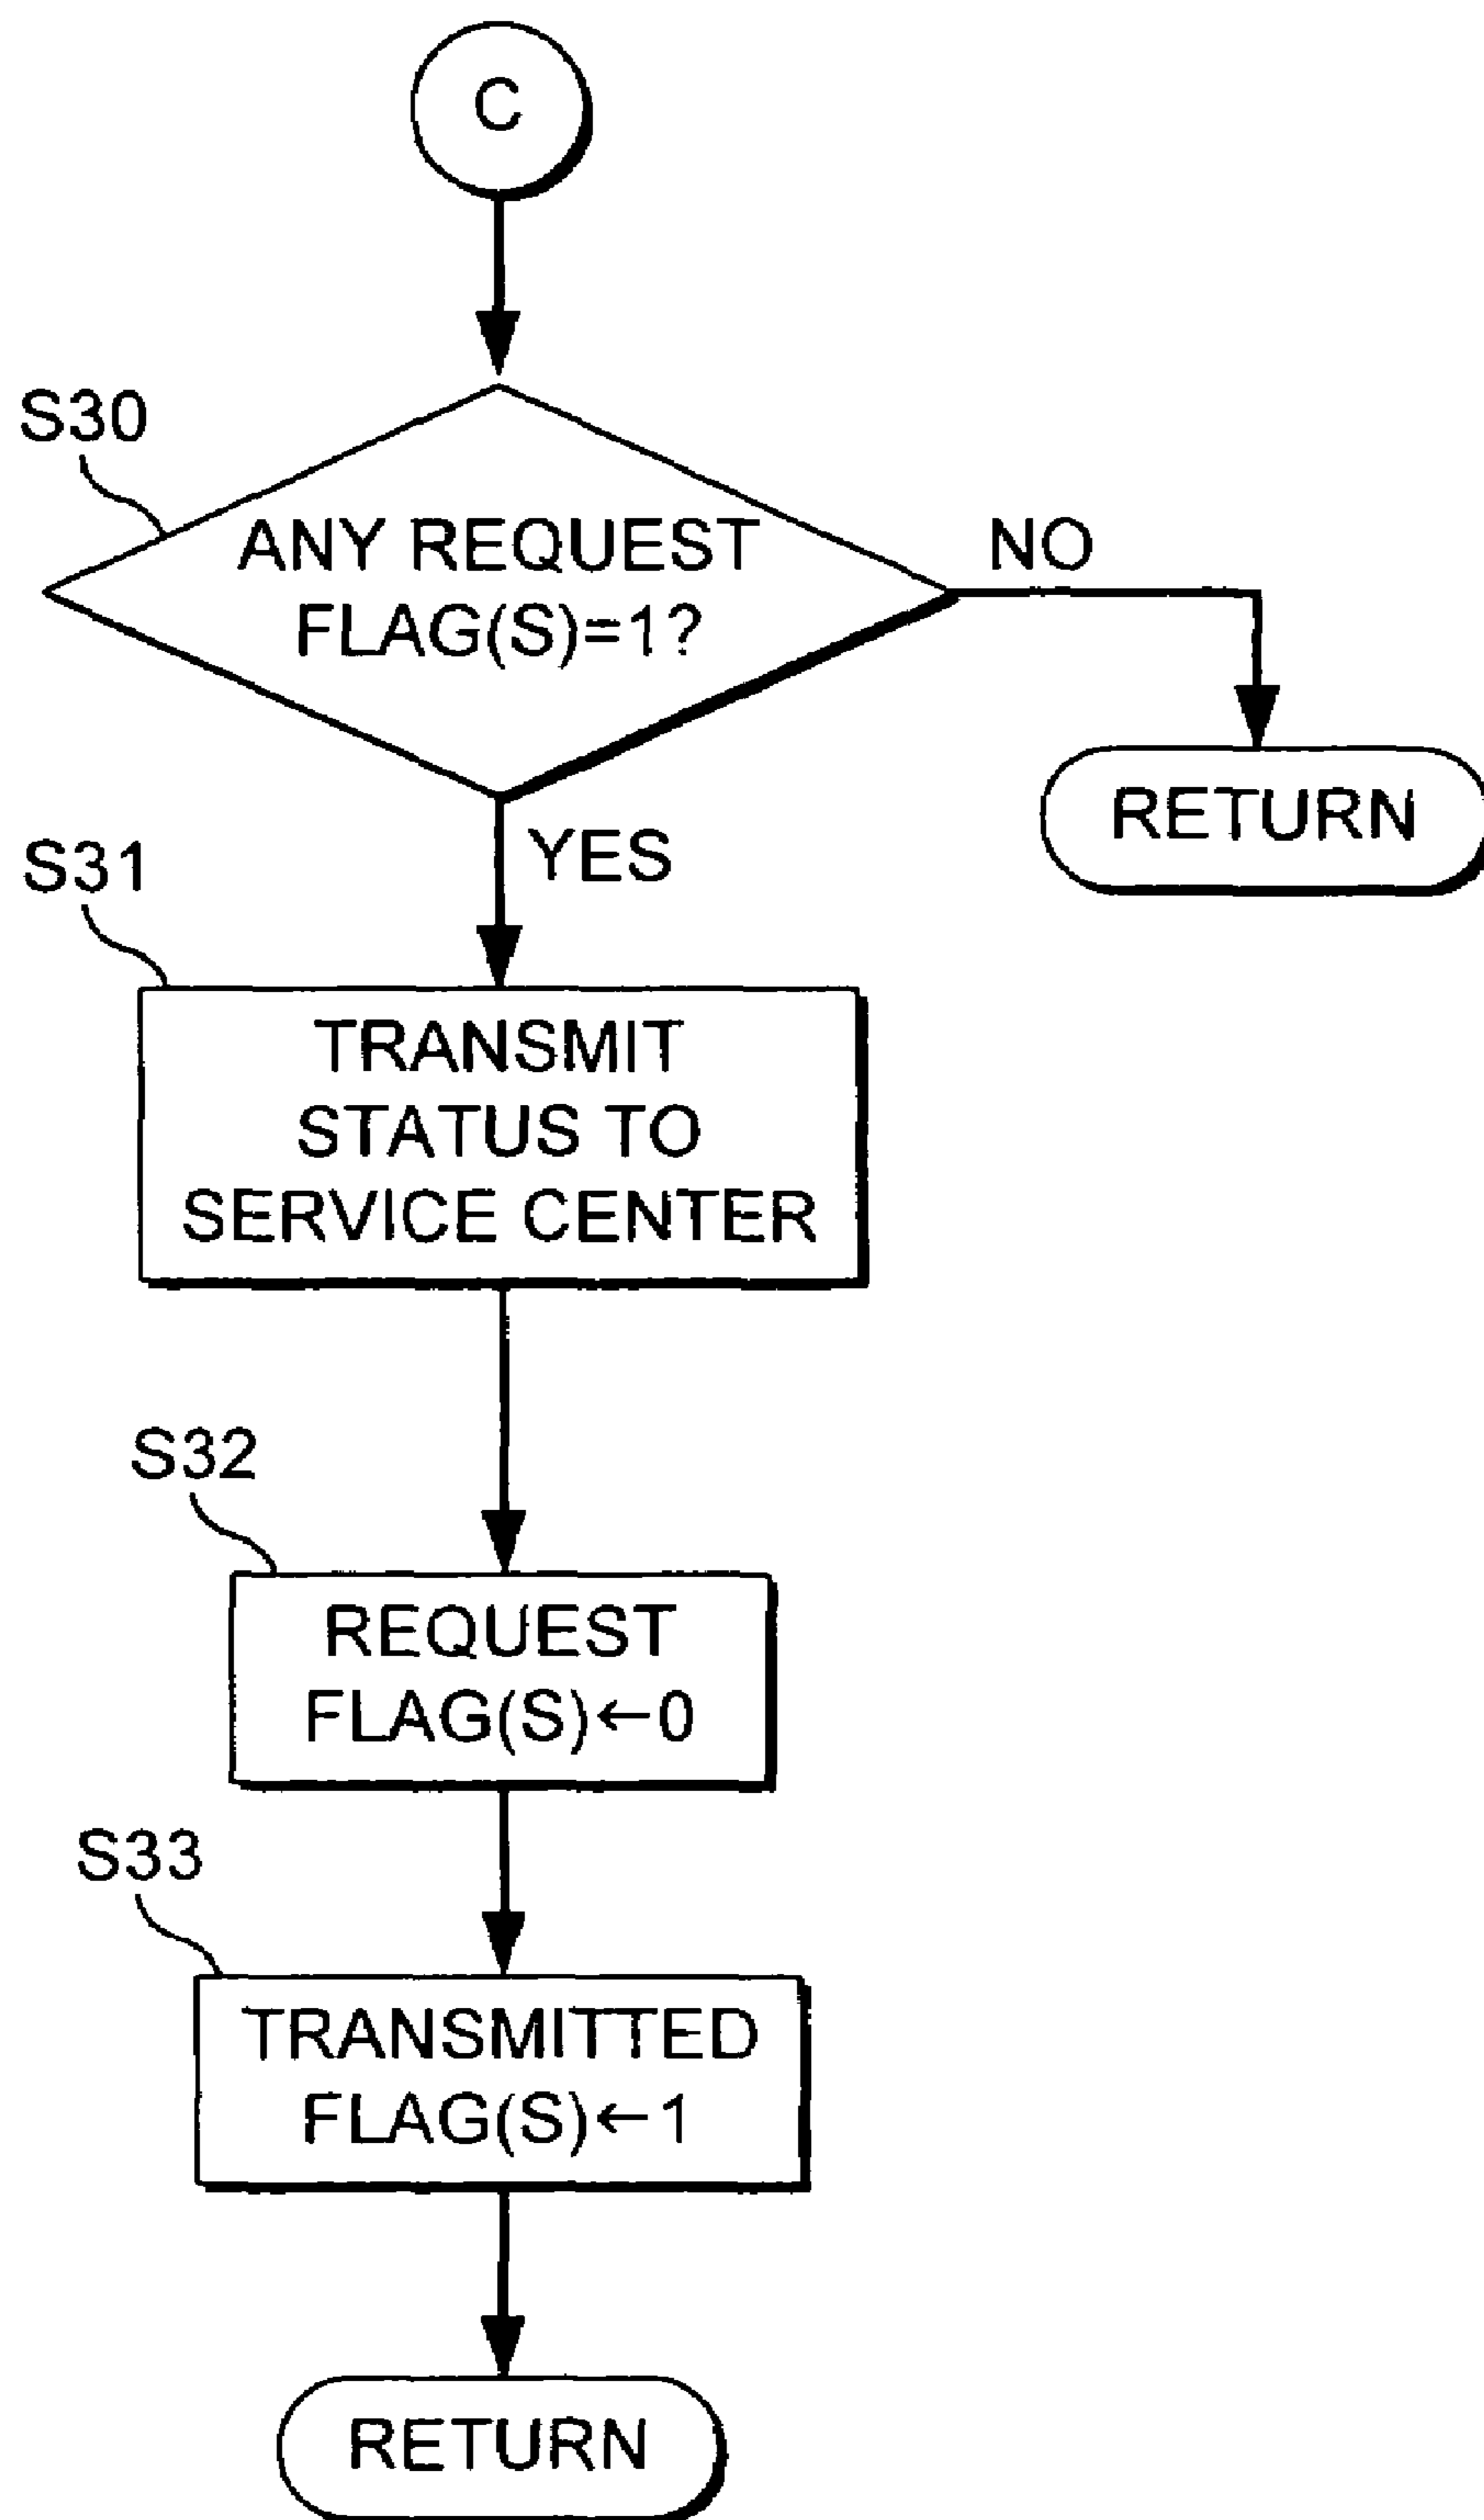 C
S30
ANY REQUEST
FLAG(S)=1?
NO
RETURN
YES
S31
TRANSMIT
STATUS TO
SERVICE CENTER
S32
REQUEST
FLAG(S)←0
S33
TRANSMITTED
FLAG(S)←1
RETURN